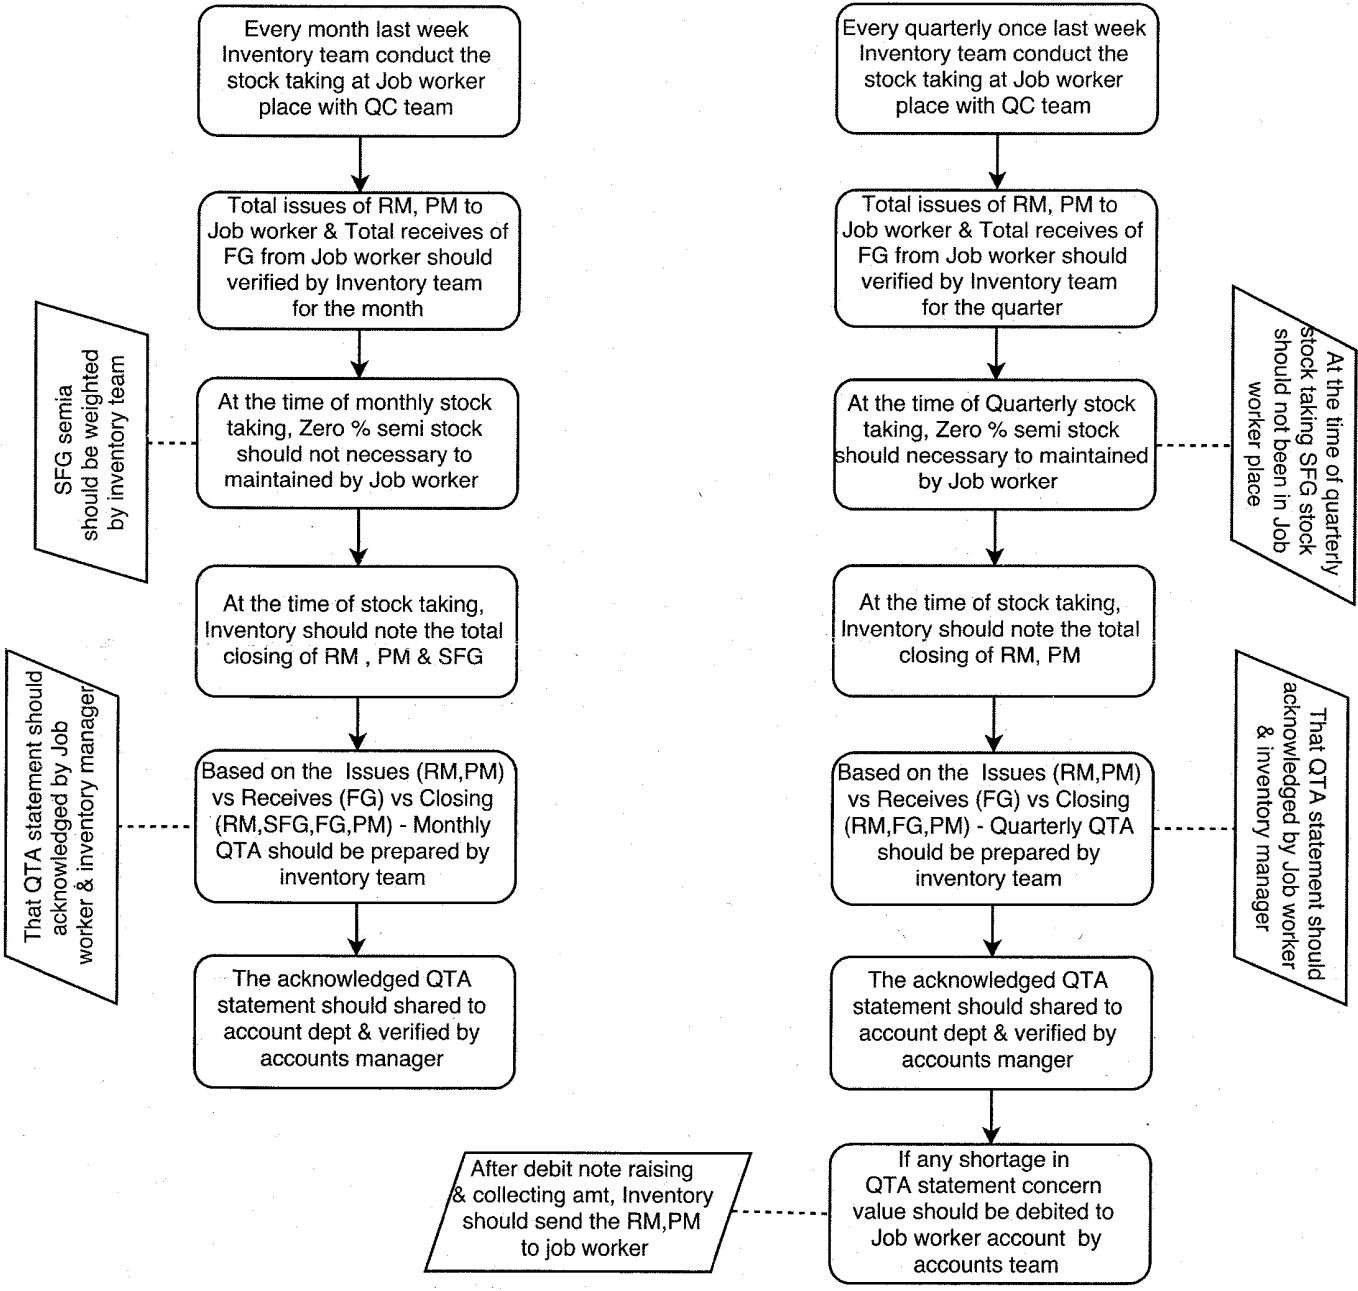 Every month last week
Inventory team conduct the
stock taking at Job worker
place with QC team
Total issues of RM, PM to
Job worker & Total receives of
FG from Job worker should
verified by Inventory team
for the month
SFG semia
should be weighted
by inventory team
At the time of monthly stock
taking, Zero % semi stock
should not necessary to
maintained by Job worker
At the time of stock taking,
Inventory should note the total
closing of RM , PM & SFG
That QTA statement should
acknowledged by Job
worker & inventory manager
Based on the Issues (RM,PM)
vs Receives (FG) vs Closing
(RM,SFG,FG,PM) - Monthly
QTA should be prepared by
inventory team
The acknowledged QTA
statement should shared to
account dept & verified by
accounts manager
Every quarterly once last week
Inventory team conduct the
stock taking at Job worker
place with QC team
Total issues of RM, PM to
Job worker & Total receives of
FG from Job worker should
verified by Inventory team
for the quarter
At the time of Quarterly stock
taking, Zero % semi stock
should necessary to maintained
by Job worker
At the time of quarterly
stock taking SFG stock
should not been in Job
worker place
At the time of stock taking,
Inventory should note the total
closing of RM, PM
Based on the Issues (RM,PM)
vs Receives (FG) vs Closing
(RM,FG,PM) - Quarterly QTA
should be prepared by
inventory team
That QTA statement should
acknowledged by Job worker
& inventory manager
The acknowledged QTA
statement should shared to
account dept & verified by
accounts manger
If any shortage in
QTA statement concern
value should be debited to
Job worker account by
accounts team
After debit note raising
& collecting amt, Inventory
should send the RM,PM
to job worker